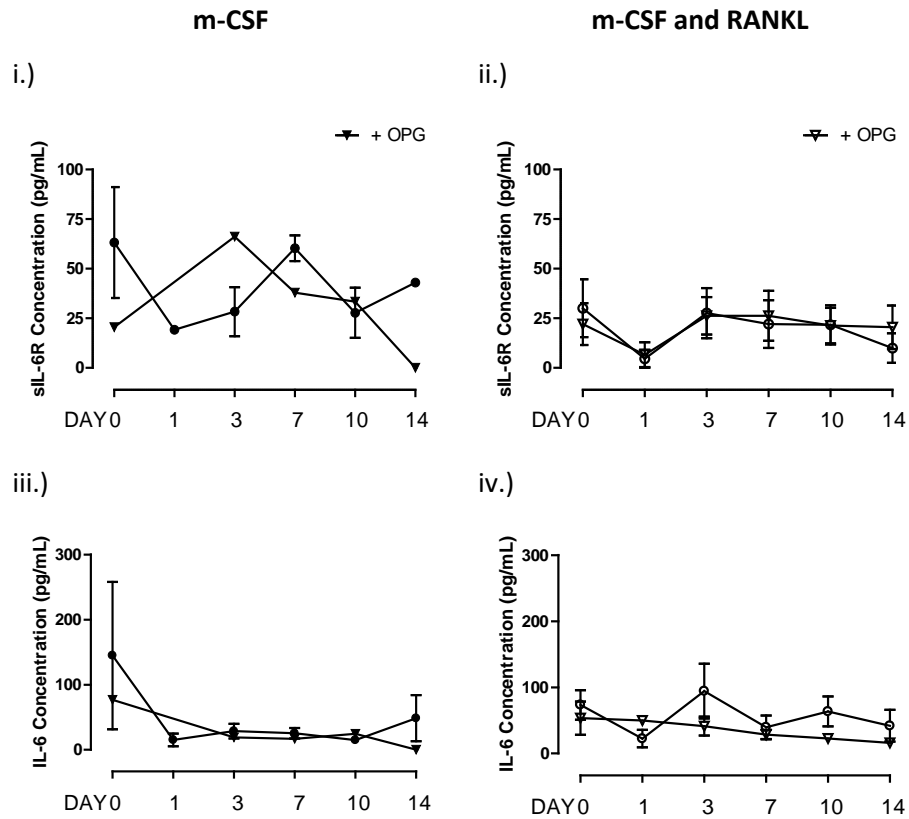 m-CSF
m-CSF and RANKL
i.)
ii.)
+ OPG
+ OPG
sIL-6R Concentration (pg/mL)
100
75
50
25
0
DAY 0 1 3 7 10 14
sIL-6R Concentration (pg/mL)
100
75
50
25
0
DAY 0 1 3 7 10 14
iii.)
iv.)
IL-6 Concentration (pg/mL)
300
200
100
0
DAY 0 1 3 7 10 14
IL-6 Concentration (pg/mL)
300
200
100
0
DAY 0 1 3 7 10 14